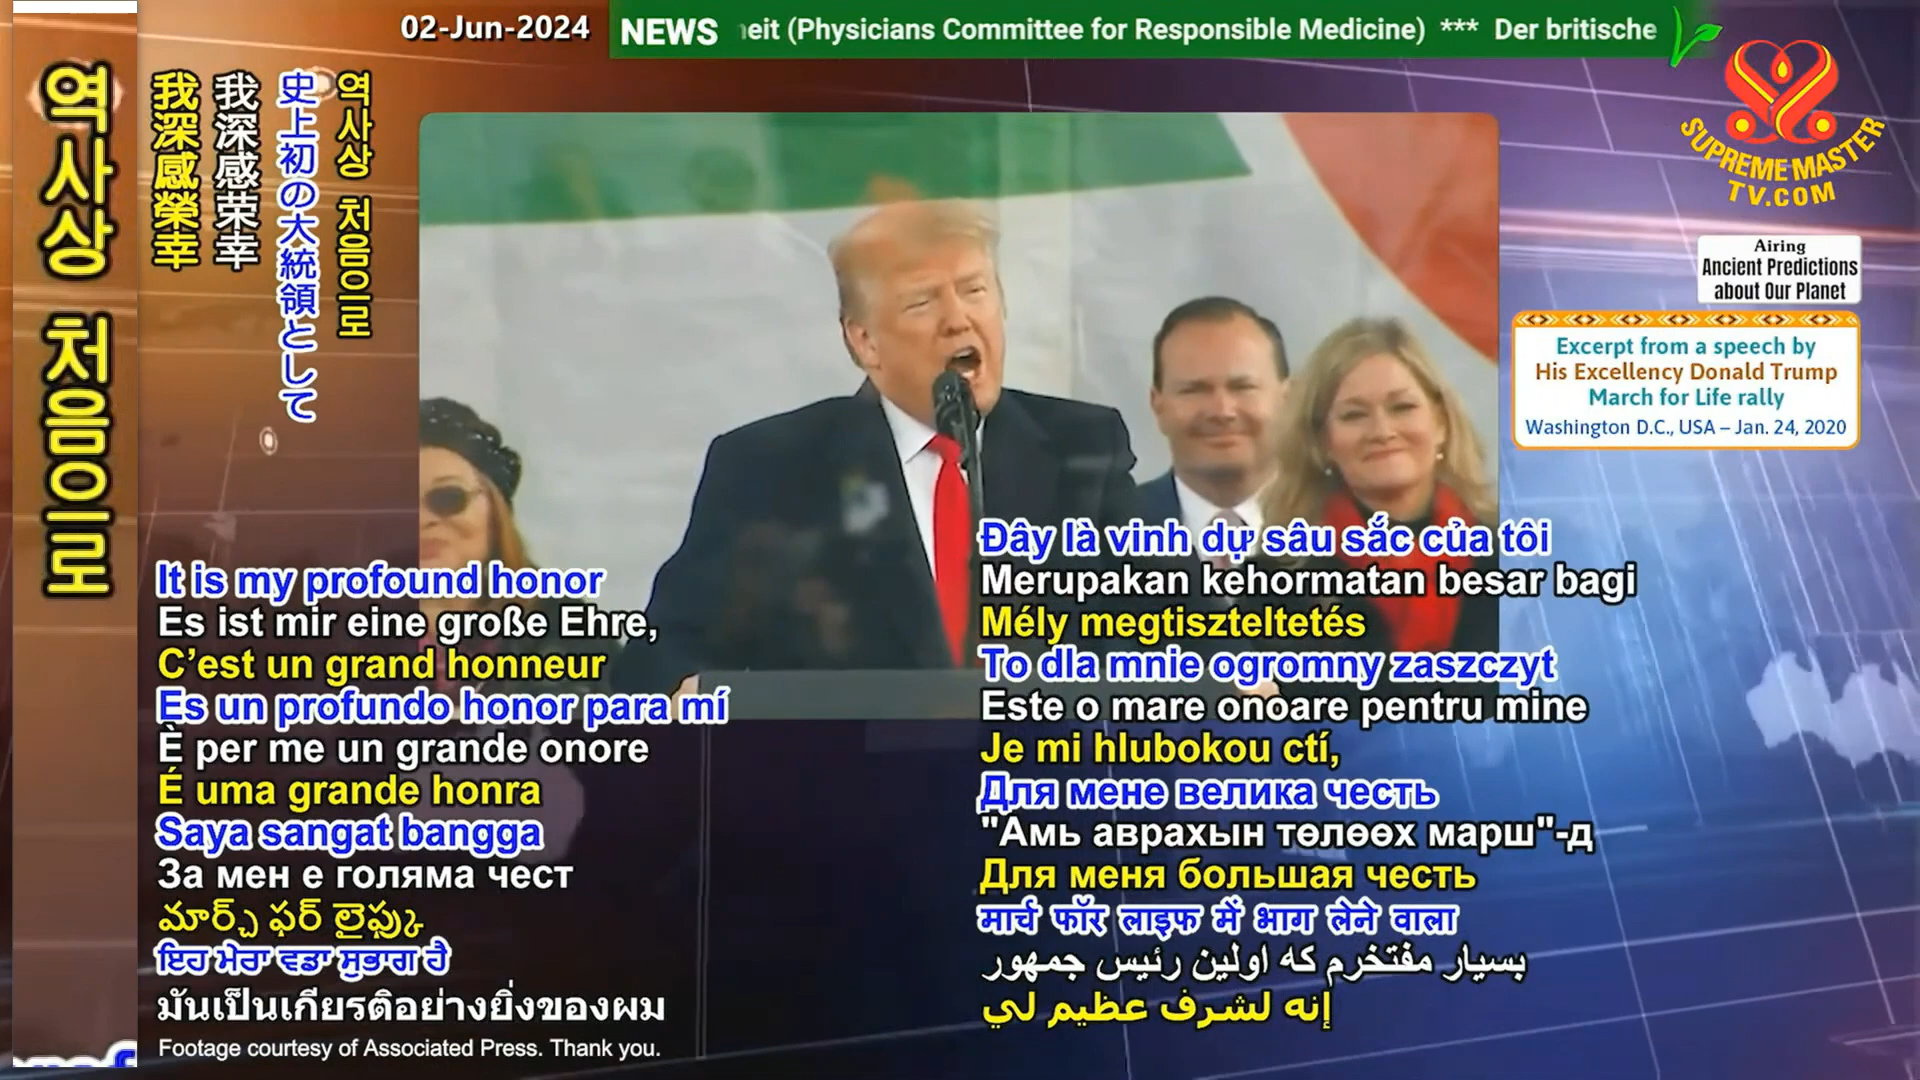 02-Jun-2024
NEWS
heit (Physicians Committee for Responsible Medicine) *** Der britische
SUPREME MASTER
TV.COM
역사상 처음으로
我深感榮幸
我深感荣幸
史上初の大統領として
역사상 처음으로
Airing
Ancient Predictions
about Our Planet
Excerpt from a speech by
His Excellency Donald Trump
March for Life rally
Washington D.C., USA – Jan. 24, 2020
It is my profound honor
Es ist mir eine große Ehre,
C’est un grand honneur
Es un profundo honor para mí
È per me un grande onore
É uma grande honra
Saya sangat bangga
За мен е голяма чест
మార్చ్ ఫర్ లైఫ్కు
ਇਹ ਮੇਰਾ ਵਡਾ ਸੁਭਾਗ ਹੈ
มันเป็นเกียรติอย่างยิ่งของผม
Footage courtesy of Associated Press. Thank you.
Đây là vinh dự sâu sắc của tôi
Merupakan kehormatan besar bagi
Mély megtiszteltetés
To dla mnie ogromny zaszczyt
Este o mare onoare pentru mine
Je mi hlubokou ctí,
Для мене велика честь
"Амь аврахын төлөөх марш"-д
Для меня большая честь
मार्च फॉर लाइफ में भाग लेने वाला
بسیار مفتخرم که اولین رئیس جمهور
إنه لشرف عظيم لي